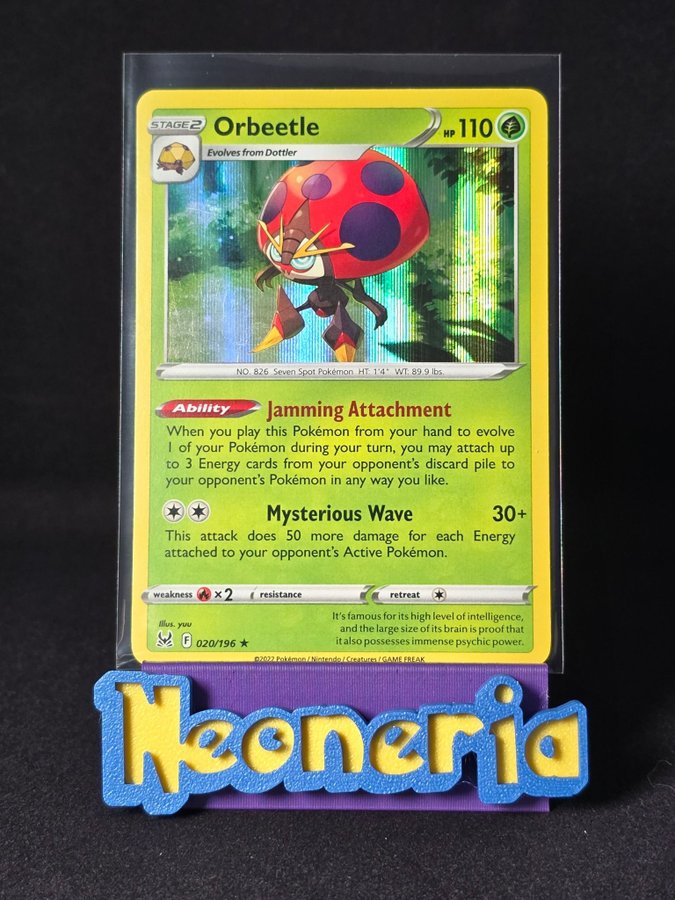 STAGE 2 Orbeetle HP 110
Evolves from Dottler
NO. 826 Seven Spot Pokémon HT: 1'4" WT: 89.9 lbs.
Ability Jamming Attachment
When you play this Pokémon from your hand to evolve
1 of your Pokémon during your turn, you may attach up
to 3 Energy cards from your opponent's discard pile to
your opponent's Pokémon in any way you like.
Mysterious Wave 30+
This attack does 50 more damage for each Energy
attached to your opponent's Active Pokémon.
weakness ×2 resistance retreat
Illus. yuu
It's famous for its high level of intelligence,
and the large size of its brain is proof that
it also possesses immense psychic power.
F 020/196 ★
©2022 Pokémon / Nintendo / Creatures / GAME FREAK
Neoneria